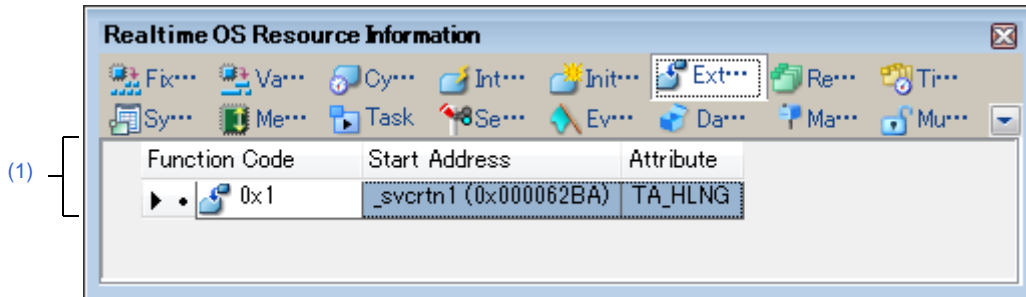 Realtime OS Resource Information
Fix··· Va··· Cy··· Int··· Init··· Ext··· Re··· Ti···
Sy··· Me··· Task Se··· Ev··· Da··· Ma··· Mu···
(1)
Function Code Start Address Attribute
0x1 _svcrtn1 (0x000062BA) TA_HLNG